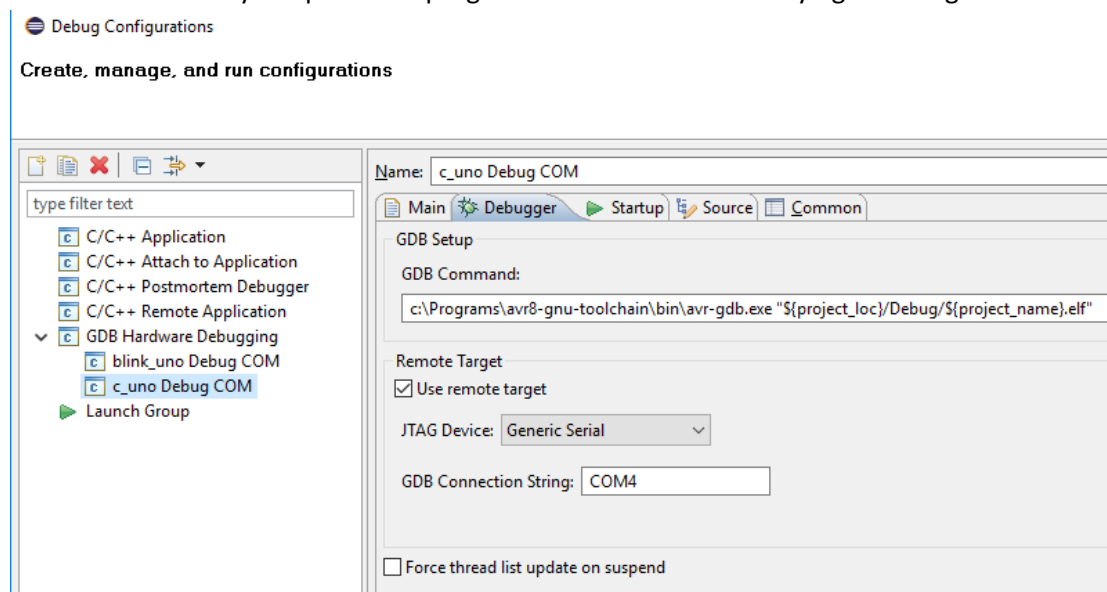 Debug Configurations
Create, manage, and run configurations
type filter text
C/C++ Application
C/C++ Attach to Application
C/C++ Postmortem Debugger
C/C++ Remote Application
GDB Hardware Debugging
blink_uno Debug COM
c_uno Debug COM
Launch Group
Name: c_uno Debug COM
Main Debugger Startup Source Common
GDB Setup
GDB Command:
c:\Programs\avr8-gnu-toolchain\bin\avr-gdb.exe "${project_loc}/Debug/${project_name}.elf"
Remote Target
Use remote target
JTAG Device: Generic Serial
GDB Connection String: COM4
Force thread list update on suspend